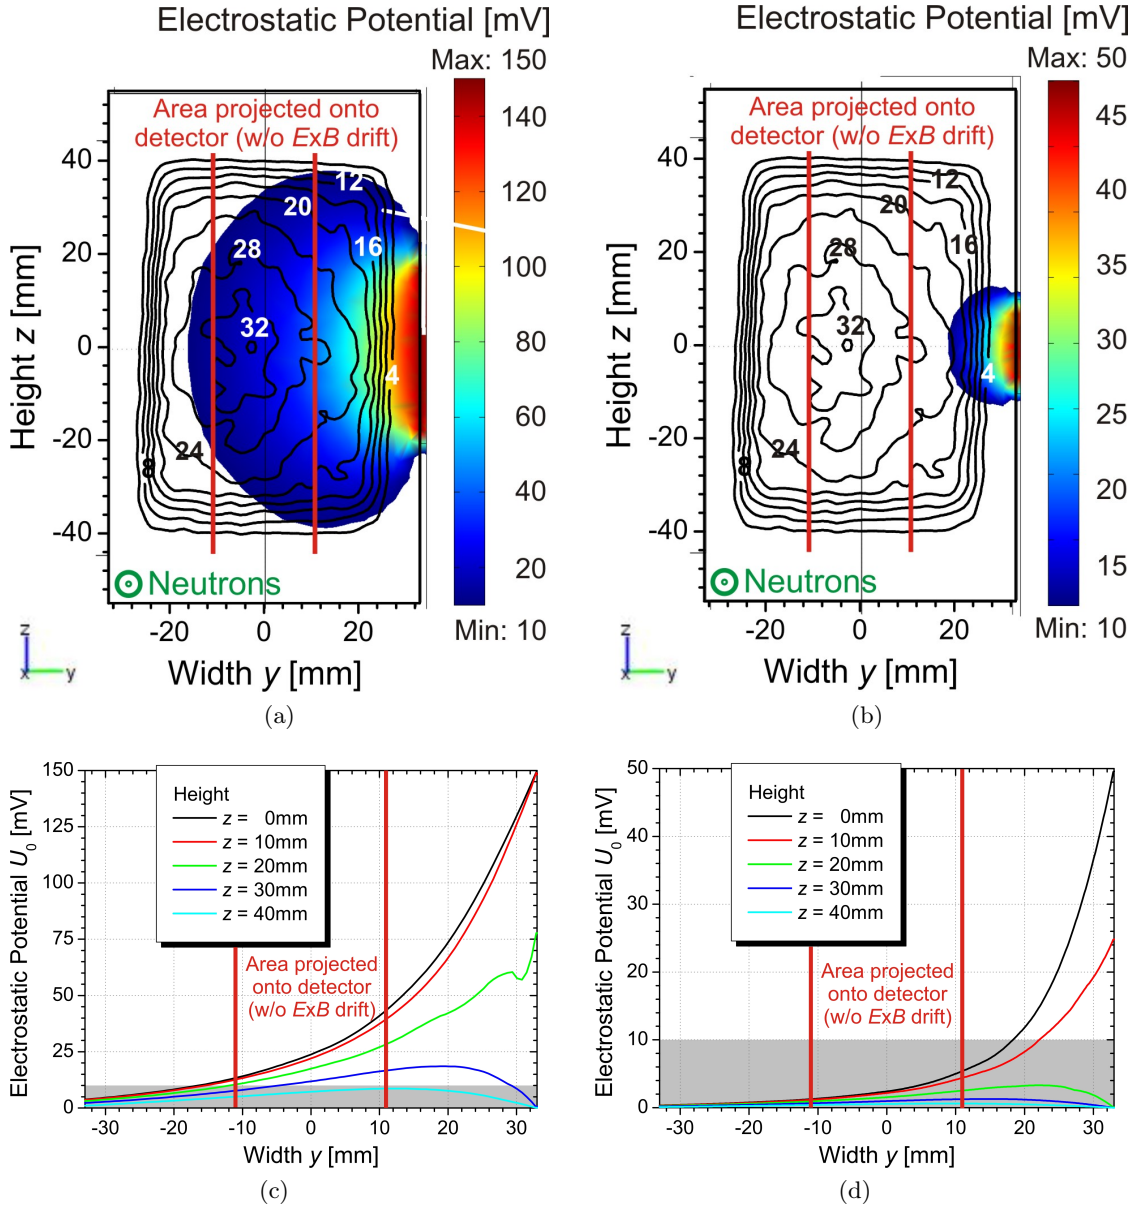 Electrostatic Potential [mV]
Max: 150
Area projected onto
detector (w/o ExB drift)
140
120
100
80
60
40
20
Min: 10
40
20
0
-20
-40
Height z [mm]
12
20
28
16
32
4
24
8
Neutrons
-20 0 20
Width y [mm]
z
x y
(a)
Electrostatic Potential [mV]
Max: 50
Area projected onto
detector (w/o ExB drift)
45
40
35
30
25
20
15
Min: 10
40
20
0
-20
-40
Height z [mm]
12
20
28
16
32
4
24
8
Neutrons
-20 0 20
Width y [mm]
z
x y
(b)
150
125
100
75
50
25
0
Electrostatic Potential U0 [mV]
Height
z = 0mm
z = 10mm
z = 20mm
z = 30mm
z = 40mm
Area projected
onto detector
(w/o ExB drift)
-30 -20 -10 0 10 20 30
Width y [mm]
(c)
50
40
30
20
10
0
Electrostatic Potential U0 [mV]
Height
z = 0mm
z = 10mm
z = 20mm
z = 30mm
z = 40mm
Area projected
onto detector
(w/o ExB drift)
-30 -20 -10 0 10 20 30
Width y [mm]
(d)